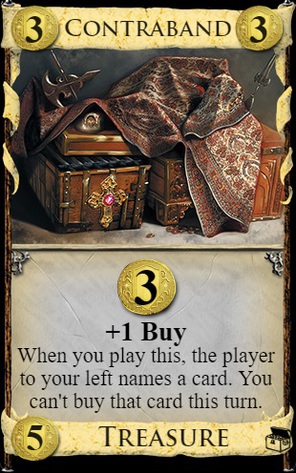 3 CONTRABAND 3
3
+1 Buy
When you play this, the player
to your left names a card. You
can't buy that card this turn.
5 TREASURE